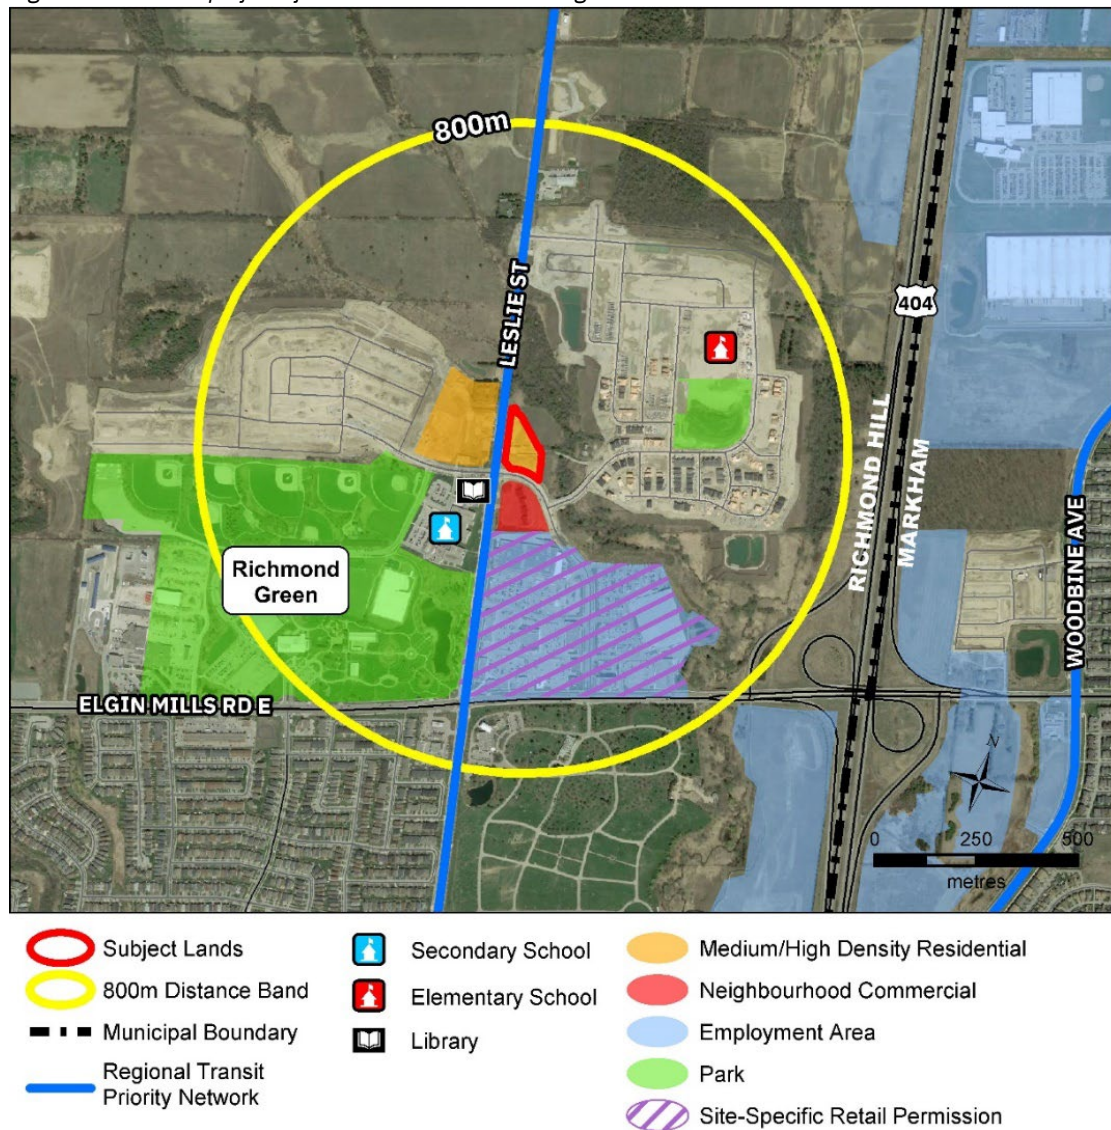 800m
LESLIE ST
404
RICHMOND HILL
MARKHAM
WOODBINE AVE
Richmond
Green
ELGIN MILLS RD E
N
0 250 500
metres
Subject Lands
800m Distance Band
Municipal Boundary
Regional Transit
Priority Network
Secondary School
Elementary School
Library
Medium/High Density Residential
Neighbourhood Commercial
Employment Area
Park
Site-Specific Retail Permission